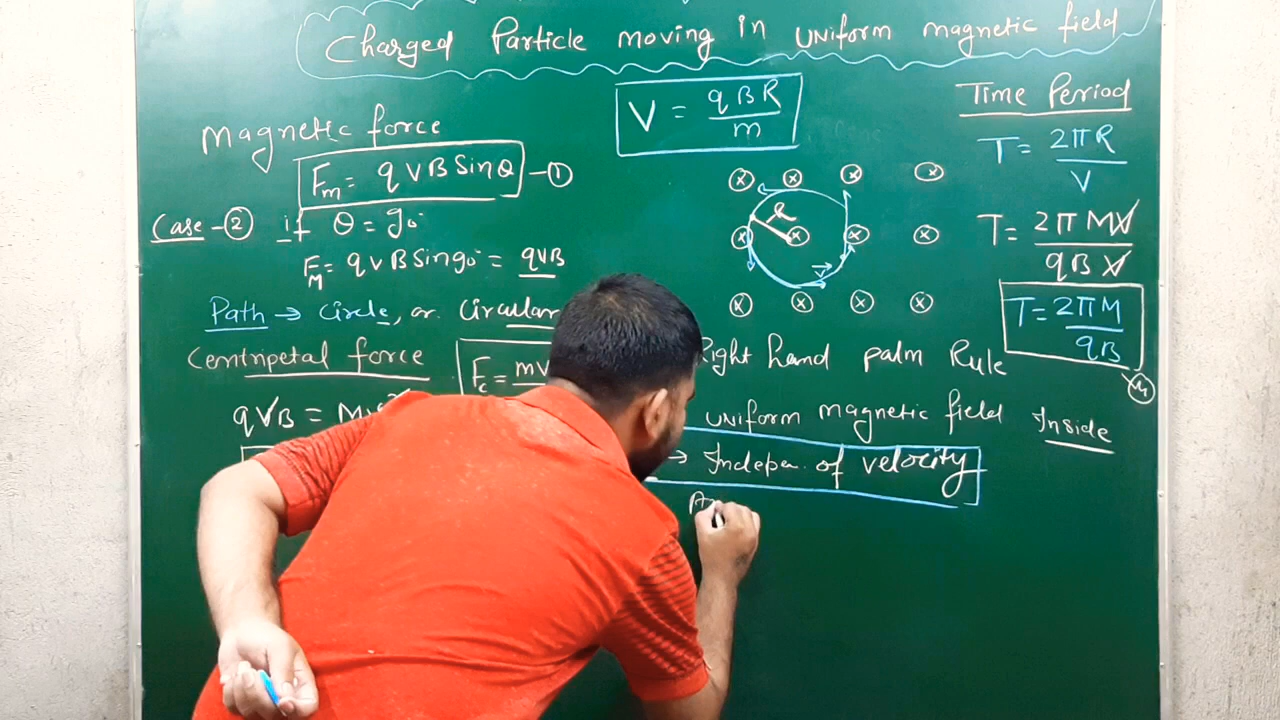 Charged Particle moving in uniform magnetic field
Magnetic force
Fm = qvB Sinθ -①
Case-② if θ = 90°
FM = qvB Sin90° = qvB
Path → Circle, or Circular
Centripetal force
Fc = mv
qVB = Mv²
V = qBR/m
R
V⃗
Right hand palm Rule
uniform magnetic field Inside
→ Indepen. of velocity
Time Period
T = 2πR/V
T = 2πMV/qBV
T = 2πM/qB